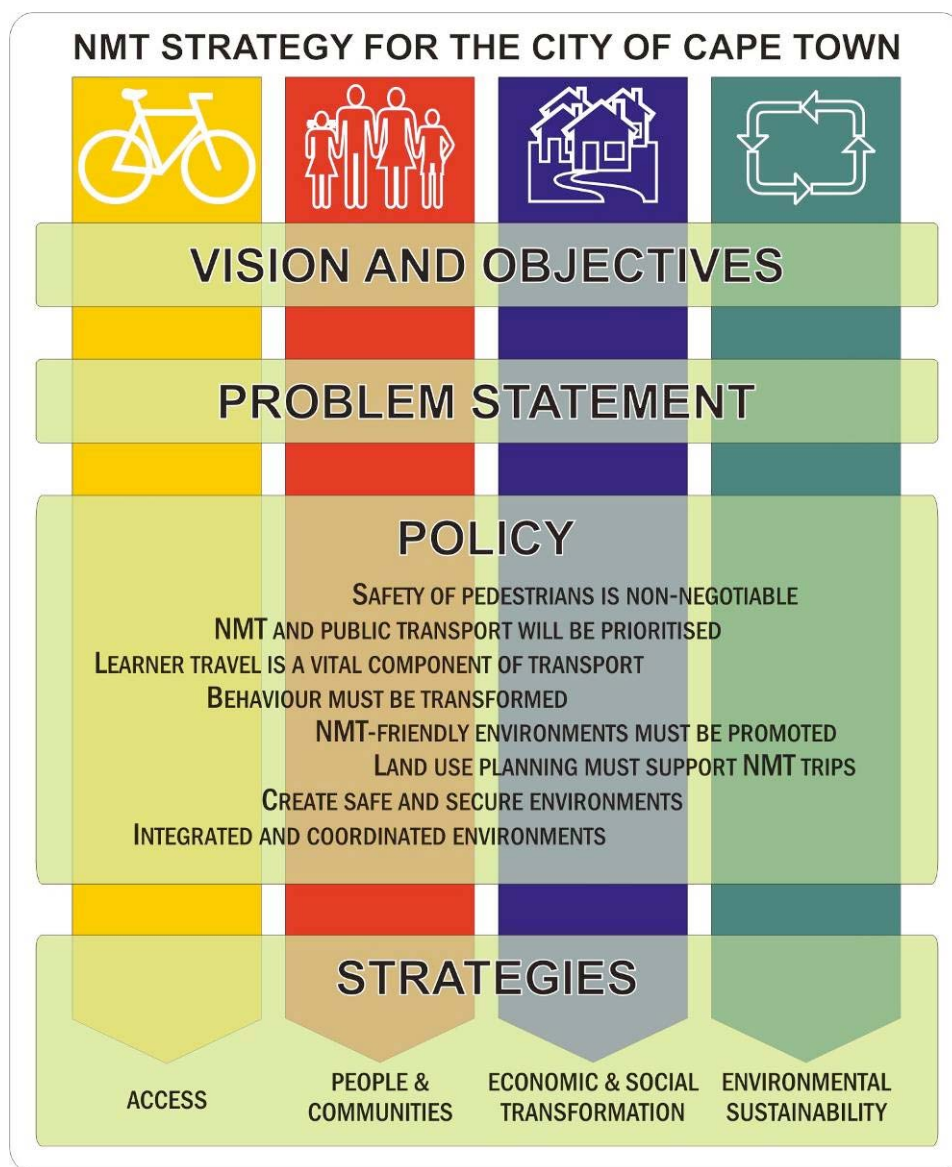 NMT STRATEGY FOR THE CITY OF CAPE TOWN
VISION AND OBJECTIVES
PROBLEM STATEMENT
POLICY
SAFETY OF PEDESTRIANS IS NON-NEGOTIABLE
NMT AND PUBLIC TRANSPORT WILL BE PRIORITISED
LEARNER TRAVEL IS A VITAL COMPONENT OF TRANSPORT
BEHAVIOUR MUST BE TRANSFORMED
NMT-FRIENDLY ENVIRONMENTS MUST BE PROMOTED
LAND USE PLANNING MUST SUPPORT NMT TRIPS
CREATE SAFE AND SECURE ENVIRONMENTS
INTEGRATED AND COORDINATED ENVIRONMENTS
STRATEGIES
ACCESS
PEOPLE &
COMMUNITIES
ECONOMIC & SOCIAL
TRANSFORMATION
ENVIRONMENTAL
SUSTAINABILITY